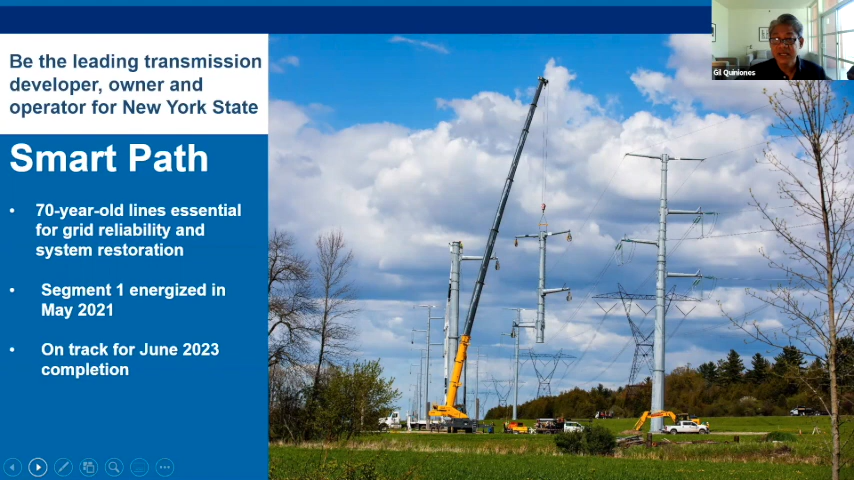 Be the leading transmission
developer, owner and
operator for New York State
Gil Quiniones
Smart Path
• 70-year-old lines essential
for grid reliability and
system restoration
• Segment 1 energized in
May 2021
• On track for June 2023
completion